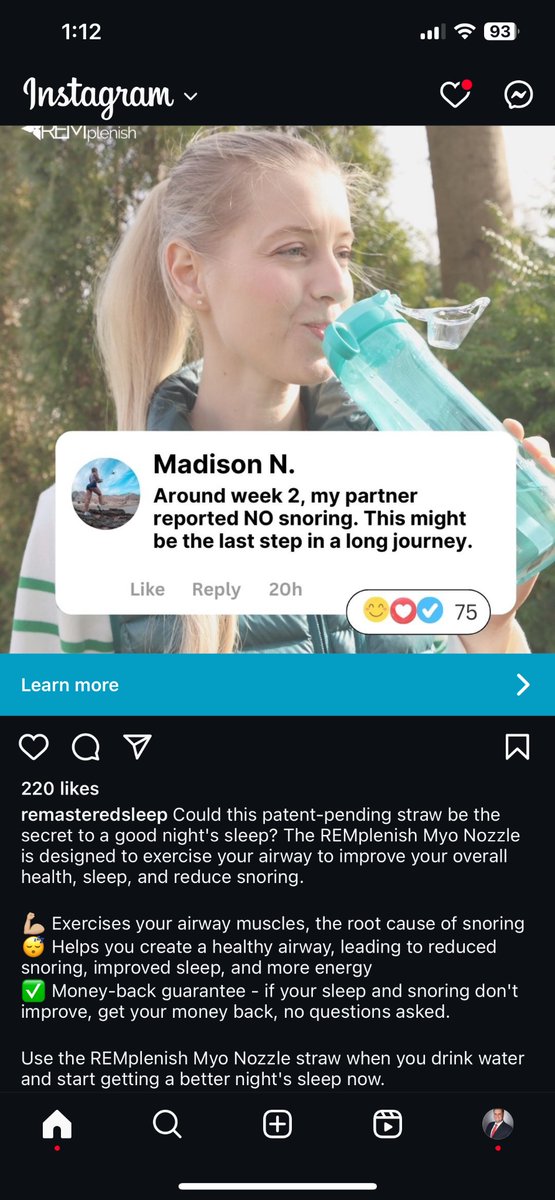 1:12
93
Instagram
REMplenish
Madison N.
Around week 2, my partner
reported NO snoring. This might
be the last step in a long journey.
Like Reply 20h
75
Learn more
220 likes
remasteredsleep Could this patent-pending straw be the
secret to a good night's sleep? The REMplenish Myo Nozzle
is designed to exercise your airway to improve your overall
health, sleep, and reduce snoring.
💪🏼 Exercises your airway muscles, the root cause of snoring
😴 Helps you create a healthy airway, leading to reduced
snoring, improved sleep, and more energy
✅ Money-back guarantee - if your sleep and snoring don't
improve, get your money back, no questions asked.
Use the REMplenish Myo Nozzle straw when you drink water
and start getting a better night's sleep now.